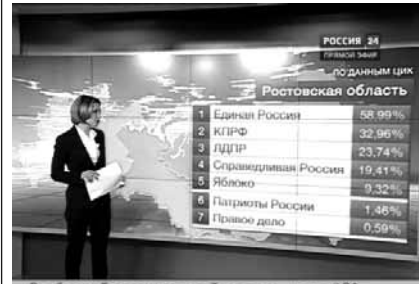 РОССИЯ 24
ПРЯМОЙ ЭФИР
ПО ДАННЫМ ЦИК
Ростовская область
1 Единая Россия 58,99%
2 КПРФ 32,96%
3 ЛДПР 23,74%
4 Справедливая Россия 19,41%
5 Яблоко 9,32%
6 Патриоты России 1,46%
7 Правое дело 0,59%